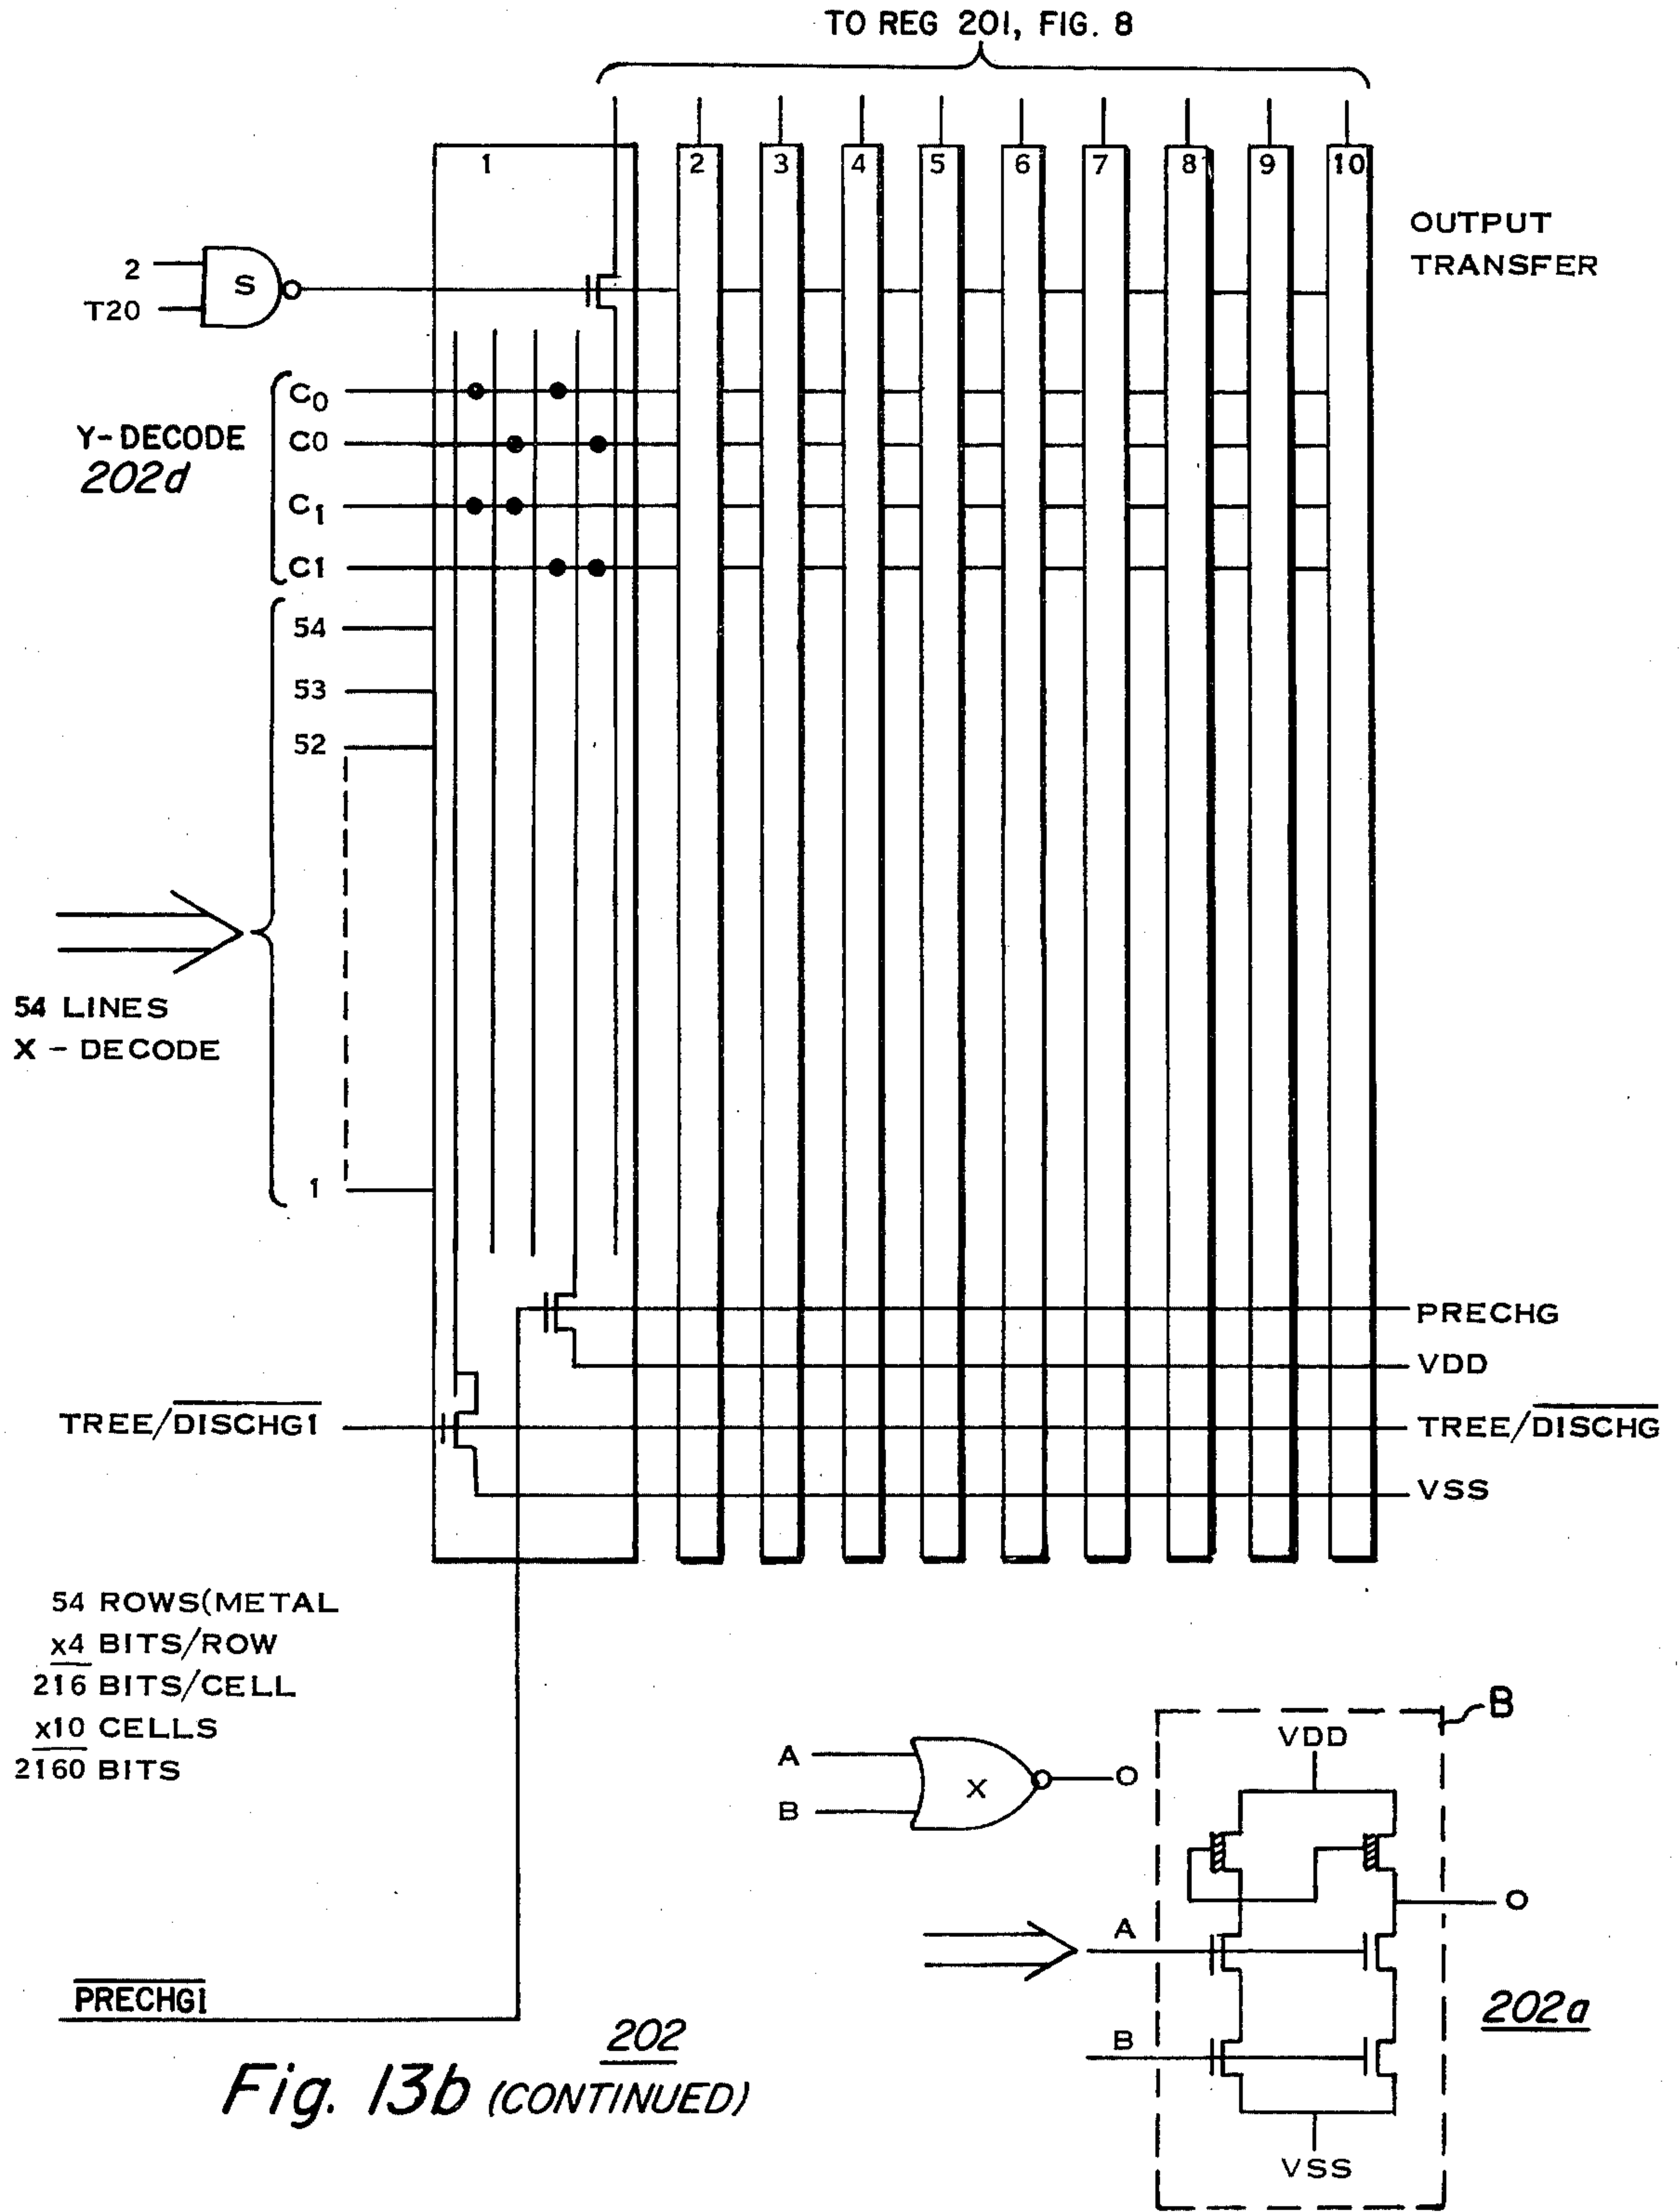 TO REG 201, FIG. 8
1 2 3 4 5 6 7 8 9 10
OUTPUT
TRANSFER
2
S
T20
C₀
C0
C₁
C1
Y-DECODE
202d
54
53
52
1
54 LINES
X - DECODE
PRECHG
VDD
TREE/DISCHG1
TREE/DISCHG
VSS
54 ROWS(METAL
x4 BITS/ROW
216 BITS/CELL
x10 CELLS
2160 BITS
A
B
X
O
B
VDD
O
A
B
VSS
202a
PRECHG1
202
Fig. 13b (CONTINUED)